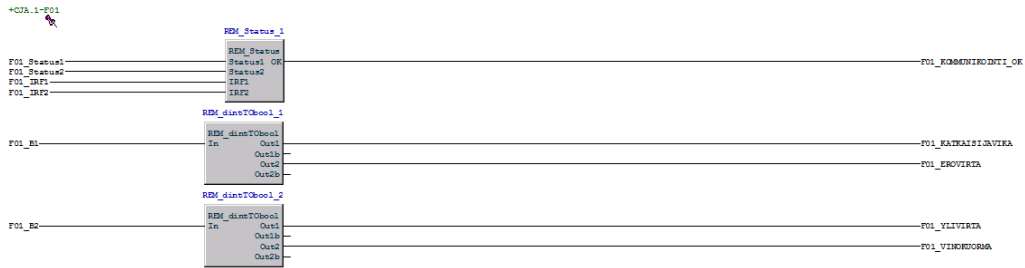 +CJA.1-F01
REM_Status_1
REM_Status
F01_Status1 Status1 OK F01_KOMMUNIKOINTI_OK
F01_Status2 Status2
F01_IRF1 IRF1
F01_IRF2 IRF2
REM_dintTObool_1
REM_dintTObool
F01_B1 In Out1 F01_KATKAISIJAVIKA
Out1b
Out2 F01_EROVIRTA
Out2b
REM_dintTObool_2
REM_dintTObool
F01_B2 In Out1 F01_YLIVIRTA
Out1b
Out2 F01_VINOKUORMA
Out2b